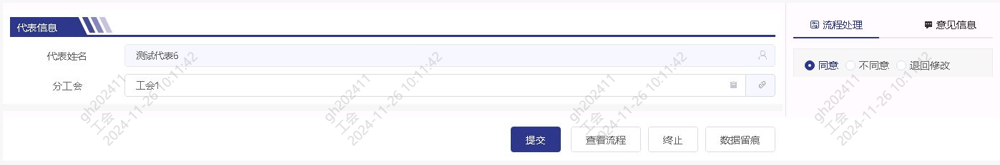 代表信息
代表姓名
测试代表6
分工会
工会1
流程处理
意见信息
同意
不同意
退回修改
提交
查看流程
终止
数据留痕
gh202411
工会
2024-11-26 10:11:42
gh202411
工会
2024-11-26 10:11:42
gh202411
工会
2024-11-26 10:11:42
gh202411
工会
2024-11-26 10:11:42